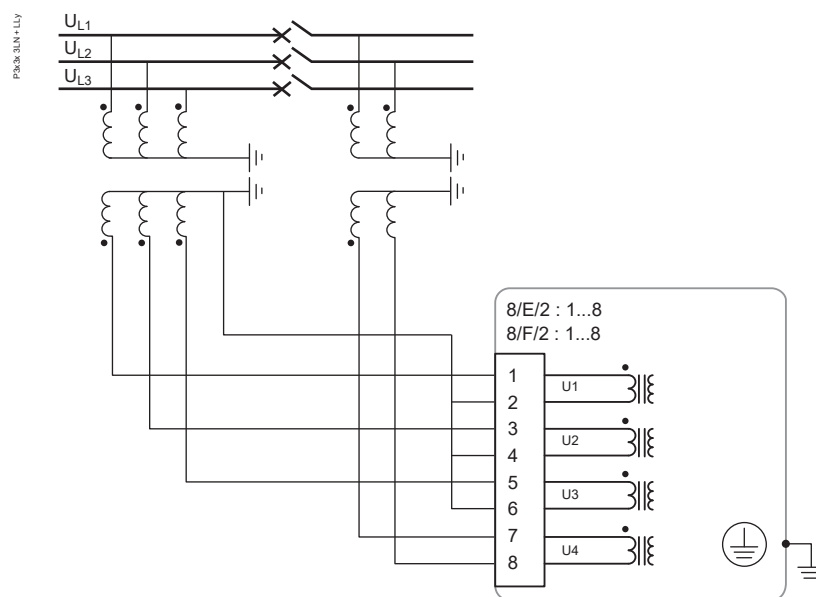 P3x3x 3LN + LLy
UL1
UL2
UL3
8/E/2 : 1...8
8/F/2 : 1...8
1
U1
2
3
U2
4
5
U3
6
7
U4
8